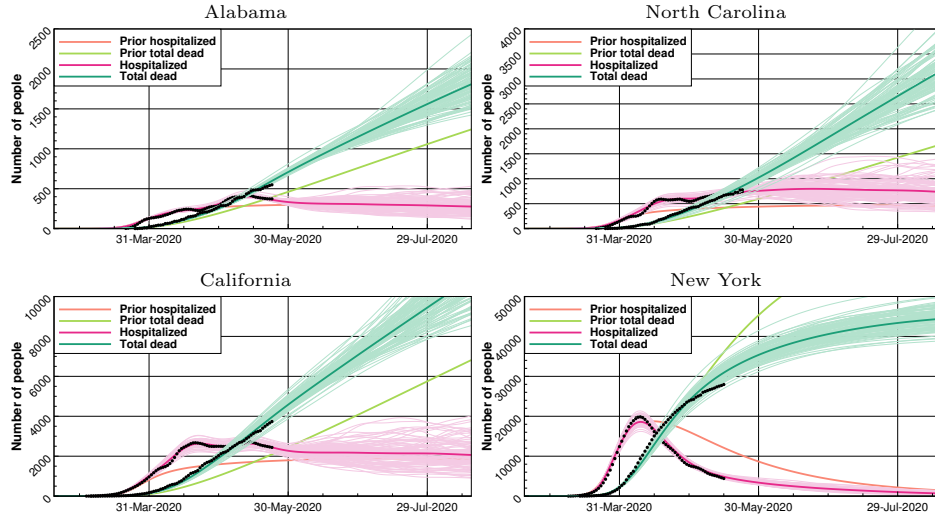 Alabama
Number of people
2500
2000
1500
1000
500
0
Prior hospitalized
Prior total dead
Hospitalized
Total dead
31-Mar-2020 30-May-2020 29-Jul-2020
North Carolina
Number of people
4000
3500
3000
2500
2000
1500
1000
500
0
Prior hospitalized
Prior total dead
Hospitalized
Total dead
31-Mar-2020 30-May-2020 29-Jul-2020
California
Number of people
10000
8000
6000
4000
2000
0
Prior hospitalized
Prior total dead
Hospitalized
Total dead
31-Mar-2020 30-May-2020 29-Jul-2020
New York
Number of people
50000
40000
30000
20000
10000
0
Prior hospitalized
Prior total dead
Hospitalized
Total dead
31-Mar-2020 30-May-2020 29-Jul-2020